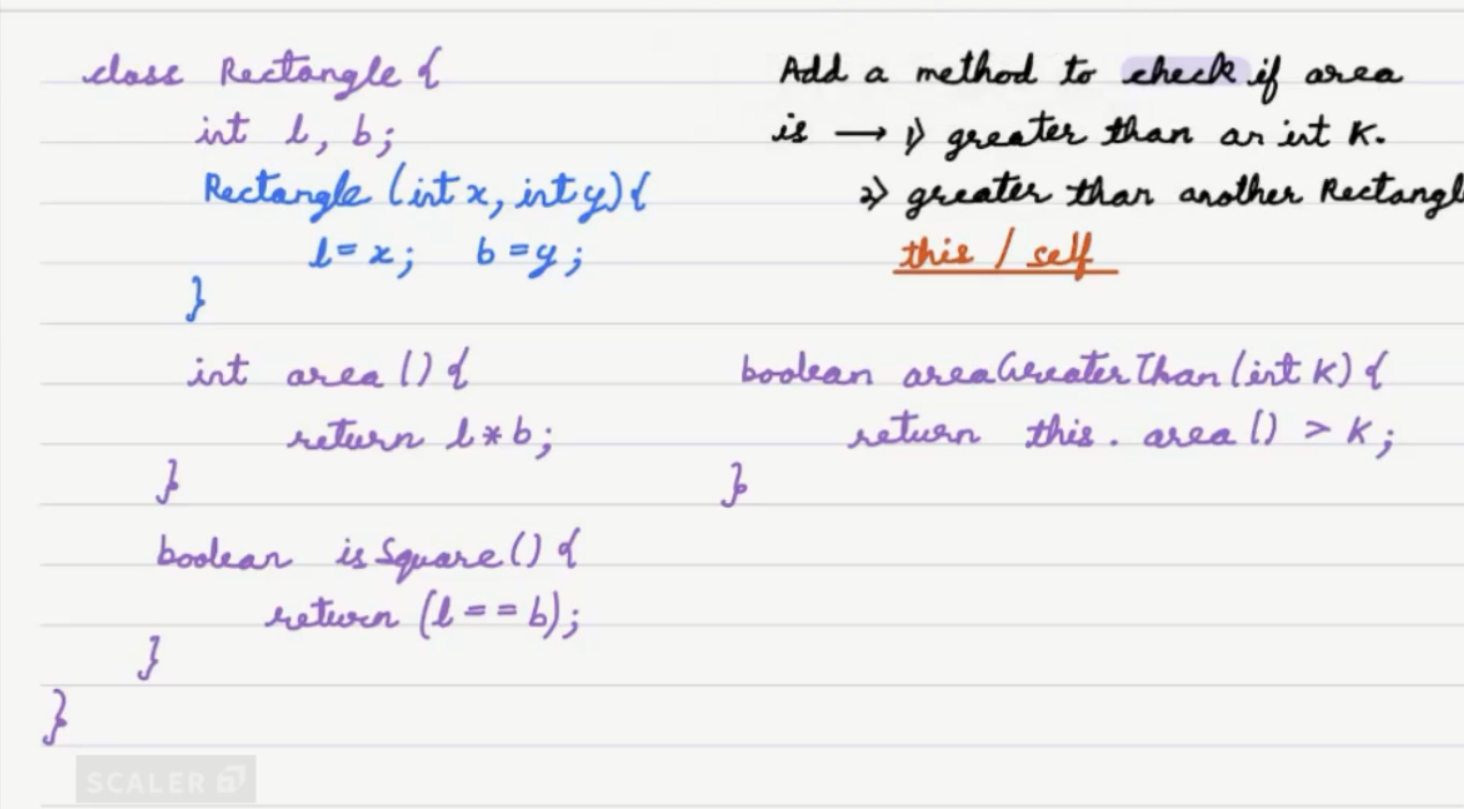 class Rectangle {
int l, b;
Rectangle (int x, int y) {
l = x; b = y;
}
int area () {
return l * b;
}
boolean isSquare () {
return (l == b);
}
}
Add a method to check if area
is → 1) greater than an int K.
2) greater than another Rectangl
this / self
boolean areaGreaterThan (int K) {
return this . area () > K;
}
SCALER